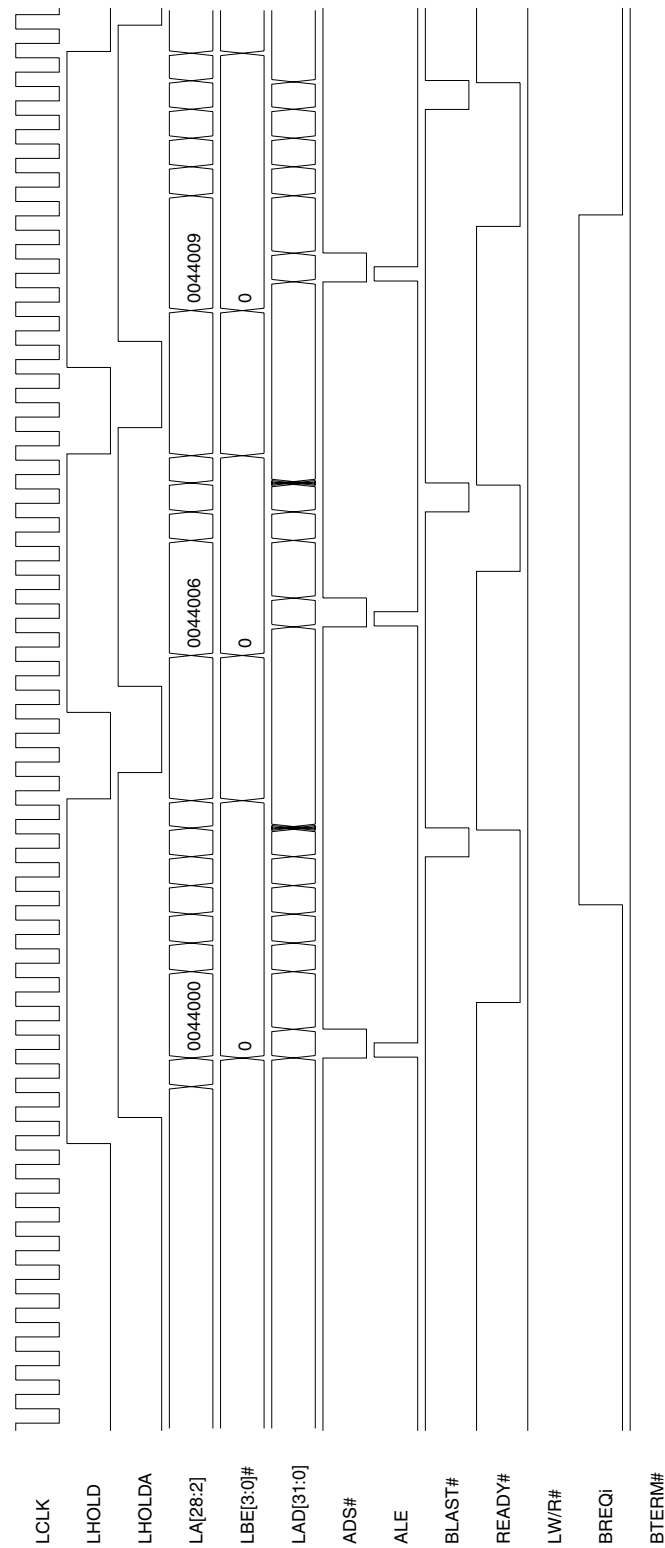 LCLK
LHOLD
LHOLDA
LA[28:2]
0044000
0044006
0044009
LBE[3:0]#
0
0
0
LAD[31:0]
ADS#
ALE
BLAST#
READY#
LW/R#
BREQi
BTERM#